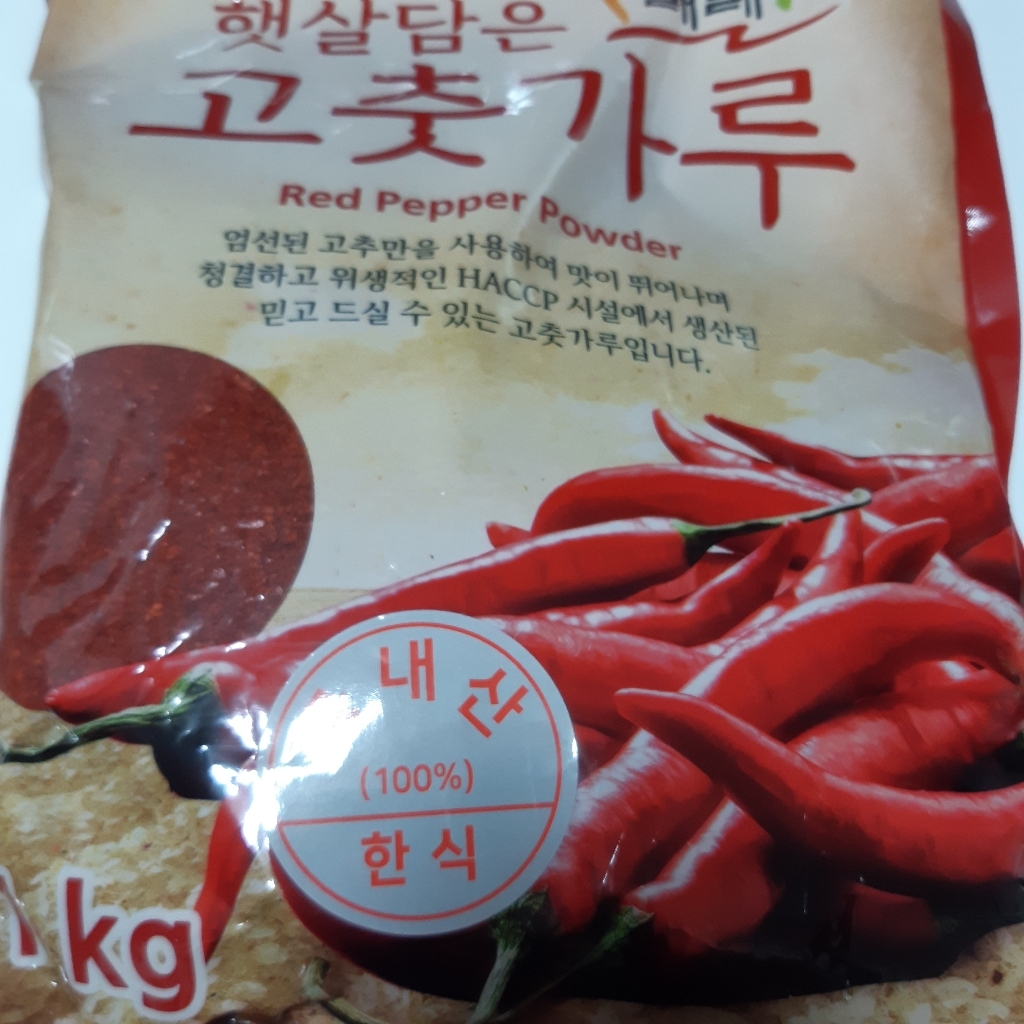 햇살담은
고춧가루
Red Pepper Powder
엄선된 고추만을 사용하여 맛이 뛰어나며
청결하고 위생적인 HACCP 시설에서 생산된
믿고 드실 수 있는 고춧가루입니다.
내산
(100%)
한식
1 kg